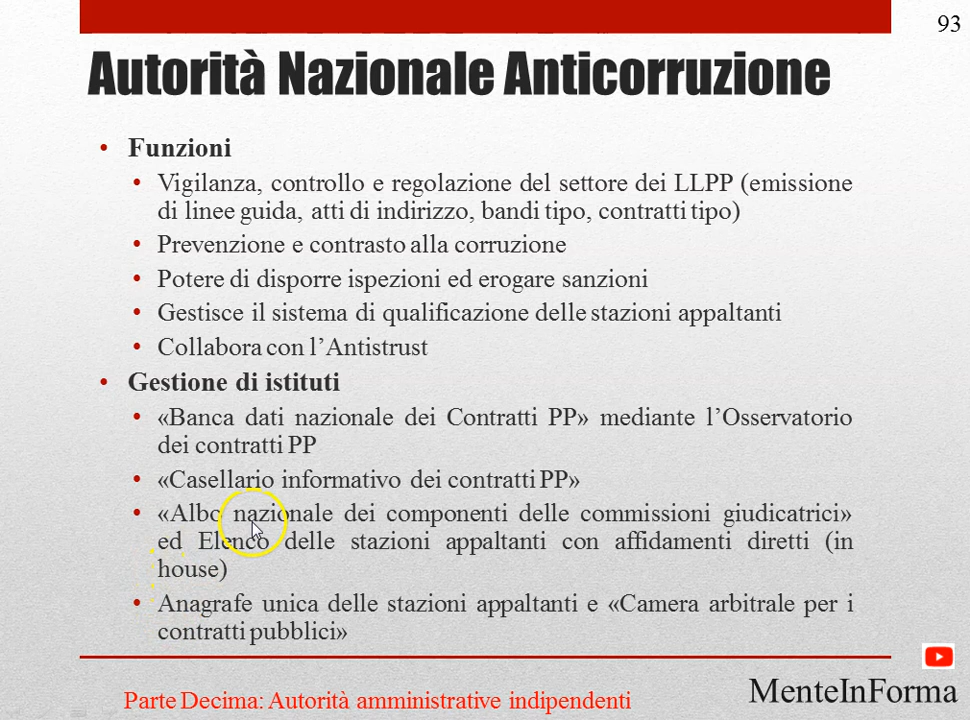 93
Autorità Nazionale Anticorruzione
• Funzioni
• Vigilanza, controllo e regolazione del settore dei LLPP (emissione
di linee guida, atti di indirizzo, bandi tipo, contratti tipo)
• Prevenzione e contrasto alla corruzione
• Potere di disporre ispezioni ed erogare sanzioni
• Gestisce il sistema di qualificazione delle stazioni appaltanti
• Collabora con l’Antistrust
• Gestione di istituti
• «Banca dati nazionale dei Contratti PP» mediante l’Osservatorio
dei contratti PP
• «Casellario informativo dei contratti PP»
• «Albo nazionale dei componenti delle commissioni giudicatrici»
ed Elenco delle stazioni appaltanti con affidamenti diretti (in
house)
• Anagrafe unica delle stazioni appaltanti e «Camera arbitrale per i
contratti pubblici»
Parte Decima: Autorità amministrative indipendenti
MenteInForma